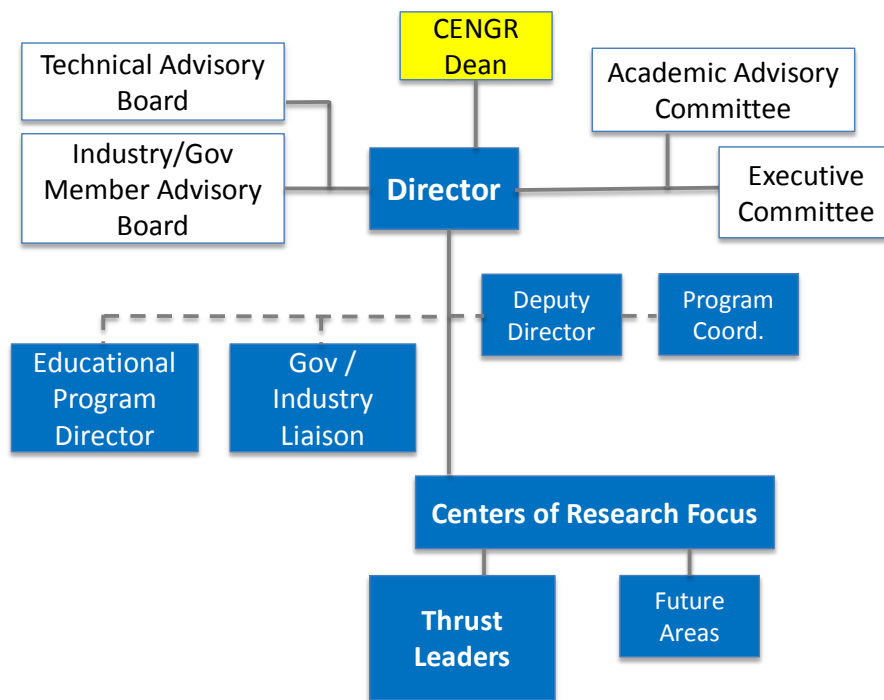 CENGR
Dean
Technical Advisory
Board
Academic Advisory
Committee
Industry/Gov
Member Advisory
Board
Director
Executive
Committee
Deputy
Director
Program
Coord.
Educational
Program
Director
Gov /
Industry
Liaison
Centers of Research Focus
Thrust
Leaders
Future
Areas